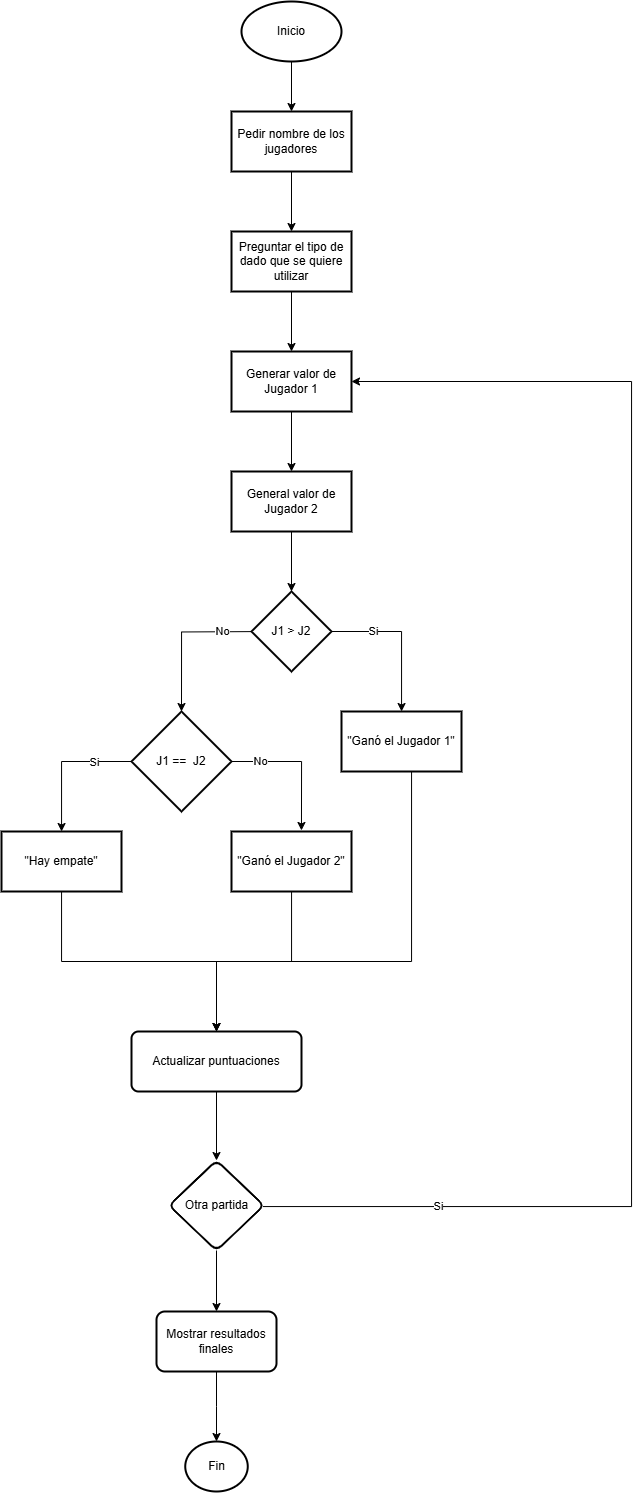 Inicio
Pedir nombre de los
jugadores
Preguntar el tipo de
dado que se quiere
utilizar
Generar valor de
Jugador 1
General valor de
Jugador 2
No
J1 > J2
Si
"Ganó el Jugador 1"
Si
J1 == J2
No
"Hay empate"
"Ganó el Jugador 2"
Actualizar puntuaciones
Otra partida
Si
Mostrar resultados
finales
Fin